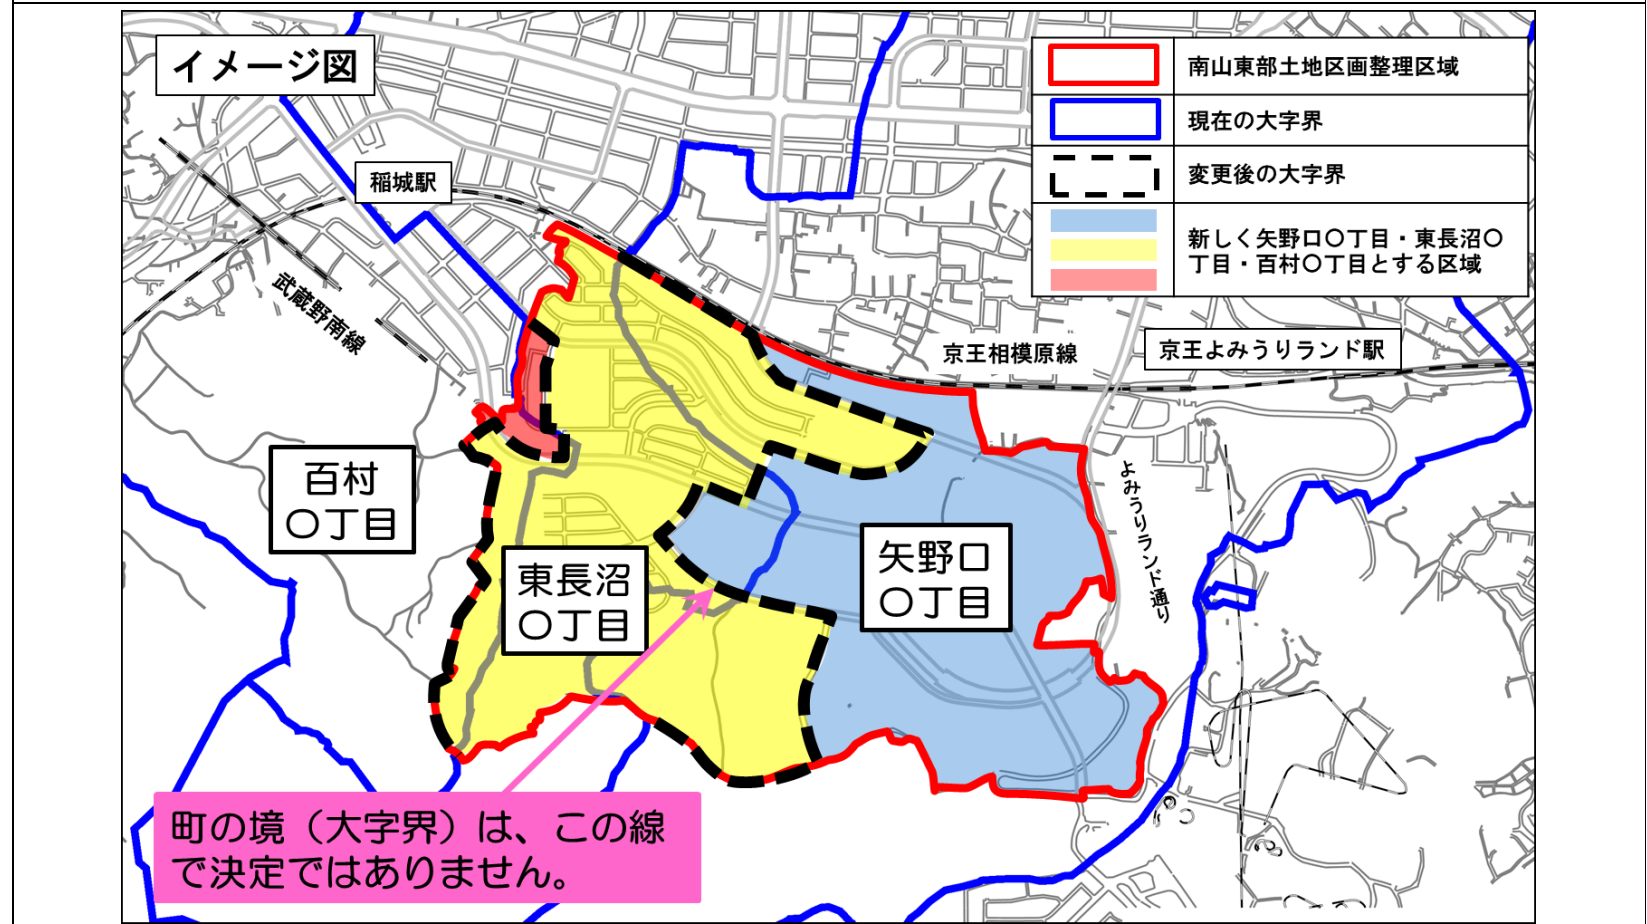 イメージ図
南山東部土地区画整理区域
現在の大字界
変更後の大字界
新しく矢野口〇丁目・東長沼〇
丁目・百村〇丁目とする区域
稲城駅
武蔵野南線
京王相模原線
京王よみうりランド駅
よみうりランド通り
百村
〇丁目
東長沼
〇丁目
矢野口
〇丁目
町の境（大字界）は、この線
で決定ではありません。